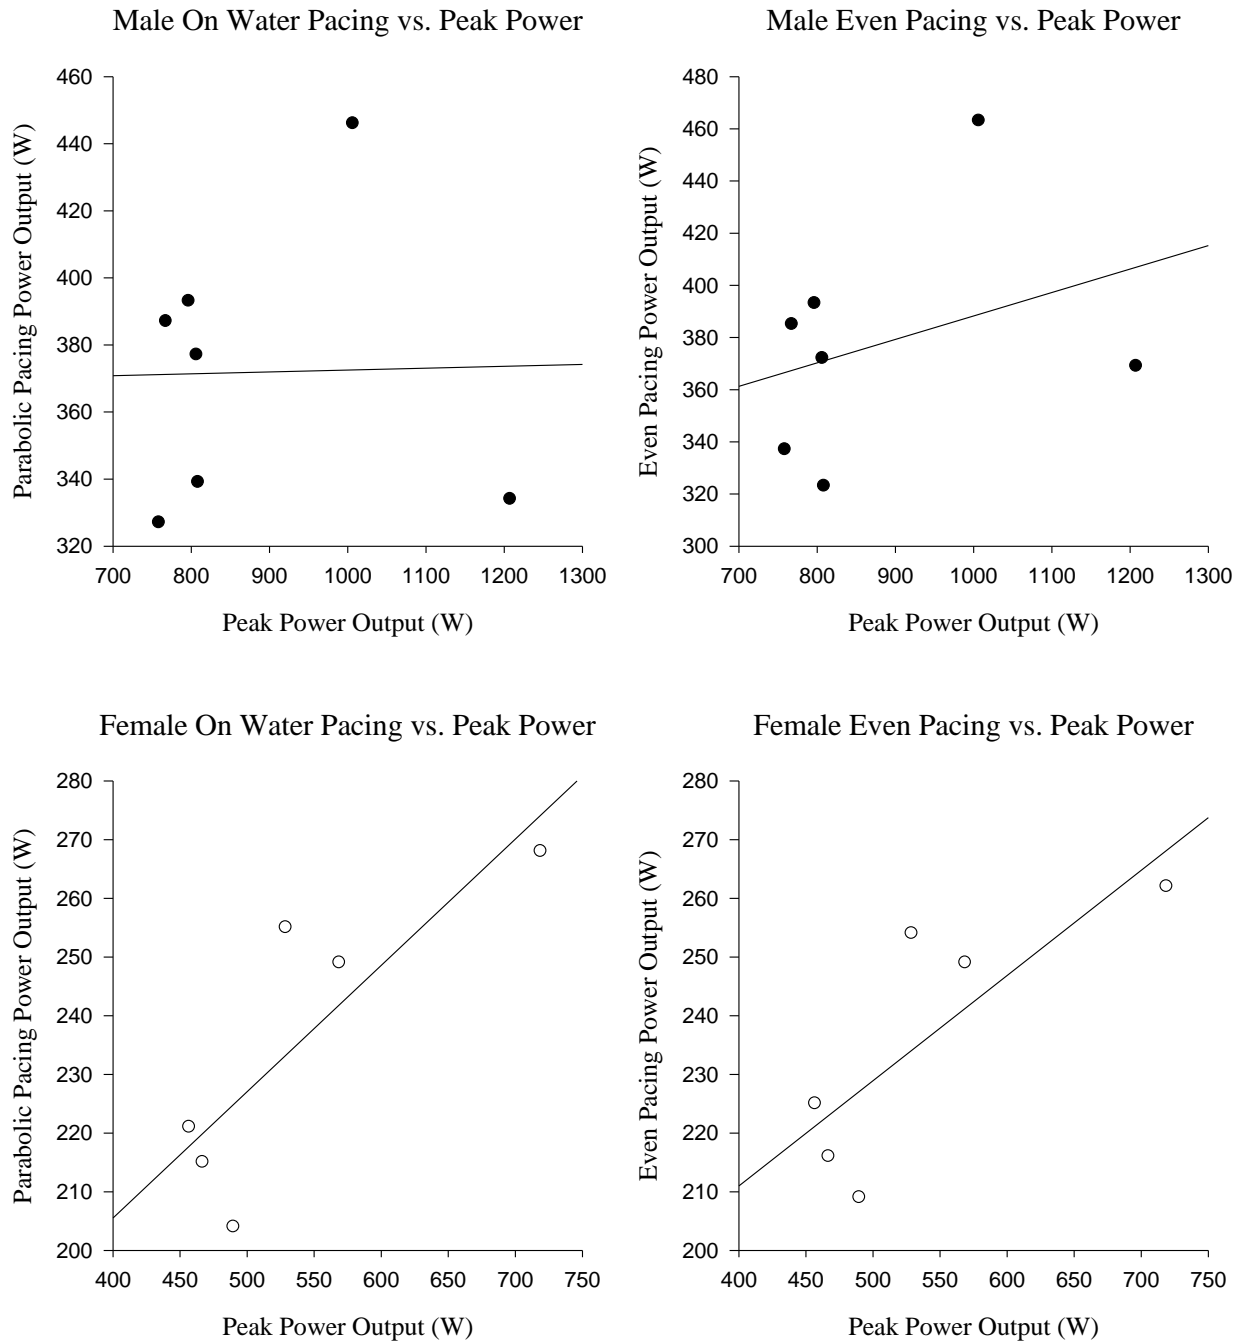 Male On Water Pacing vs. Peak Power
Parabolic Pacing Power Output (W)
460
440
420
400
380
360
340
320
700 800 900 1000 1100 1200 1300
Peak Power Output (W)
Male Even Pacing vs. Peak Power
Even Pacing Power Output (W)
480
460
440
420
400
380
360
340
320
300
700 800 900 1000 1100 1200 1300
Peak Power Output (W)
Female On Water Pacing vs. Peak Power
Parabolic Pacing Power Output (W)
280
270
260
250
240
230
220
210
200
400 450 500 550 600 650 700 750
Peak Power Output (W)
Female Even Pacing vs. Peak Power
Even Pacing Power Output (W)
280
270
260
250
240
230
220
210
200
400 450 500 550 600 650 700 750
Peak Power Output (W)